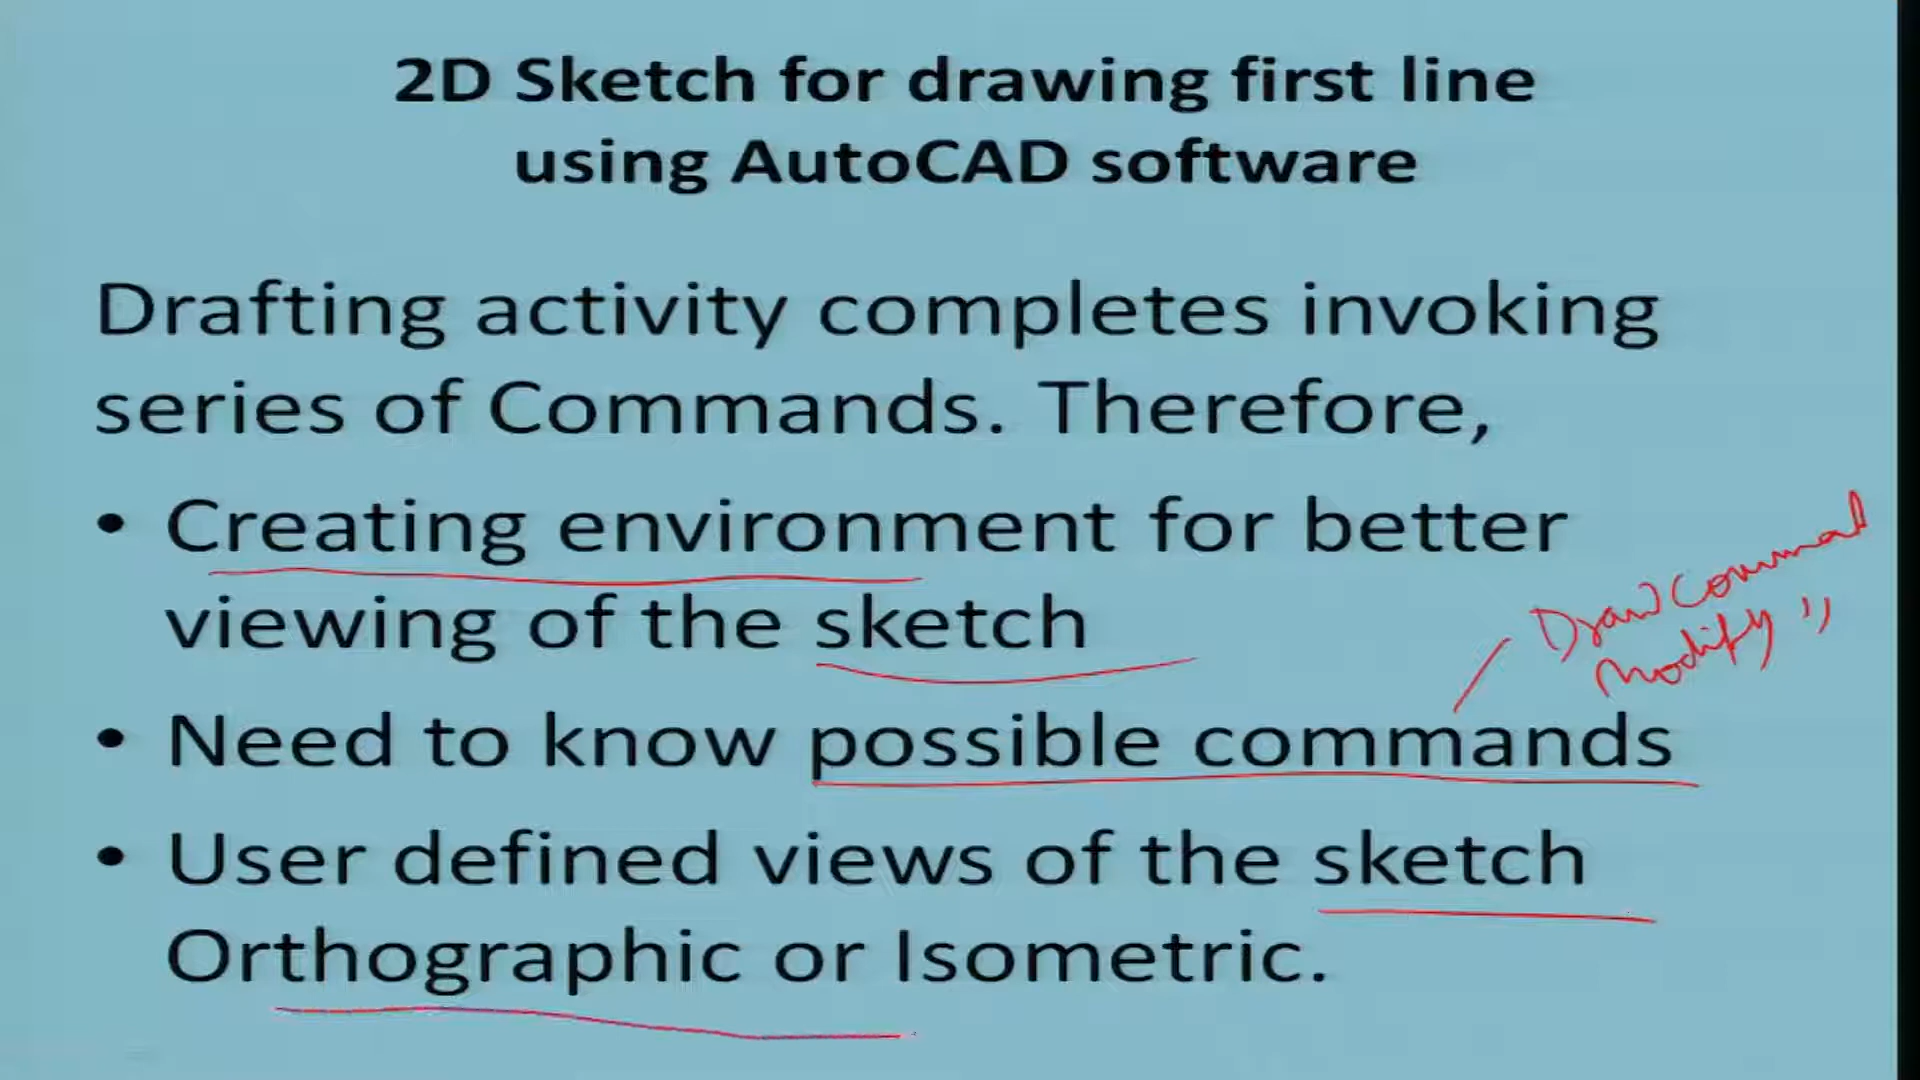 2D Sketch for drawing first line
using AutoCAD software
Drafting activity completes invoking
series of Commands. Therefore,
• Creating environment for better
viewing of the sketch
Draw Command
Modify "
• Need to know possible commands
• User defined views of the sketch
Orthographic or Isometric.